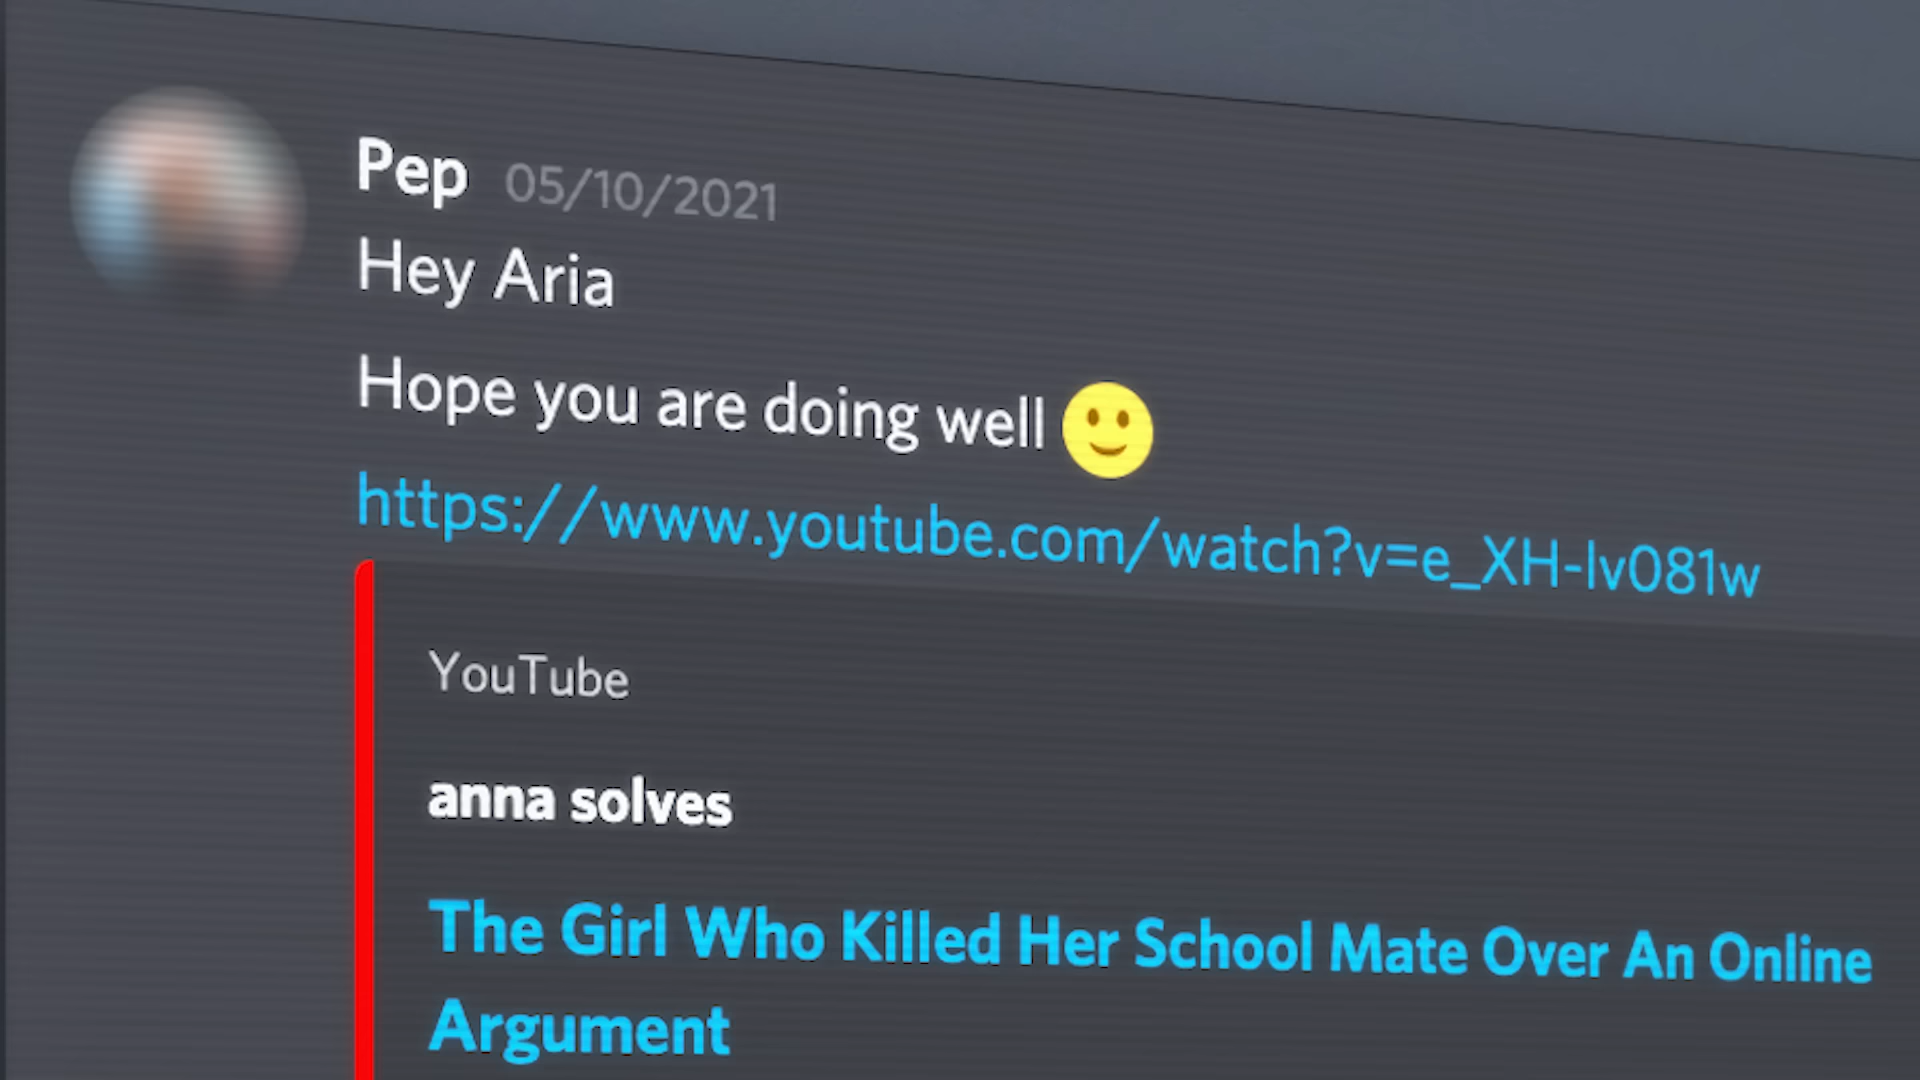 Pep 05/10/2021
Hey Aria
Hope you are doing well 🙂
https://www.youtube.com/watch?v=e_XH-lv081w
YouTube
anna solves
The Girl Who Killed Her School Mate Over An Online
Argument